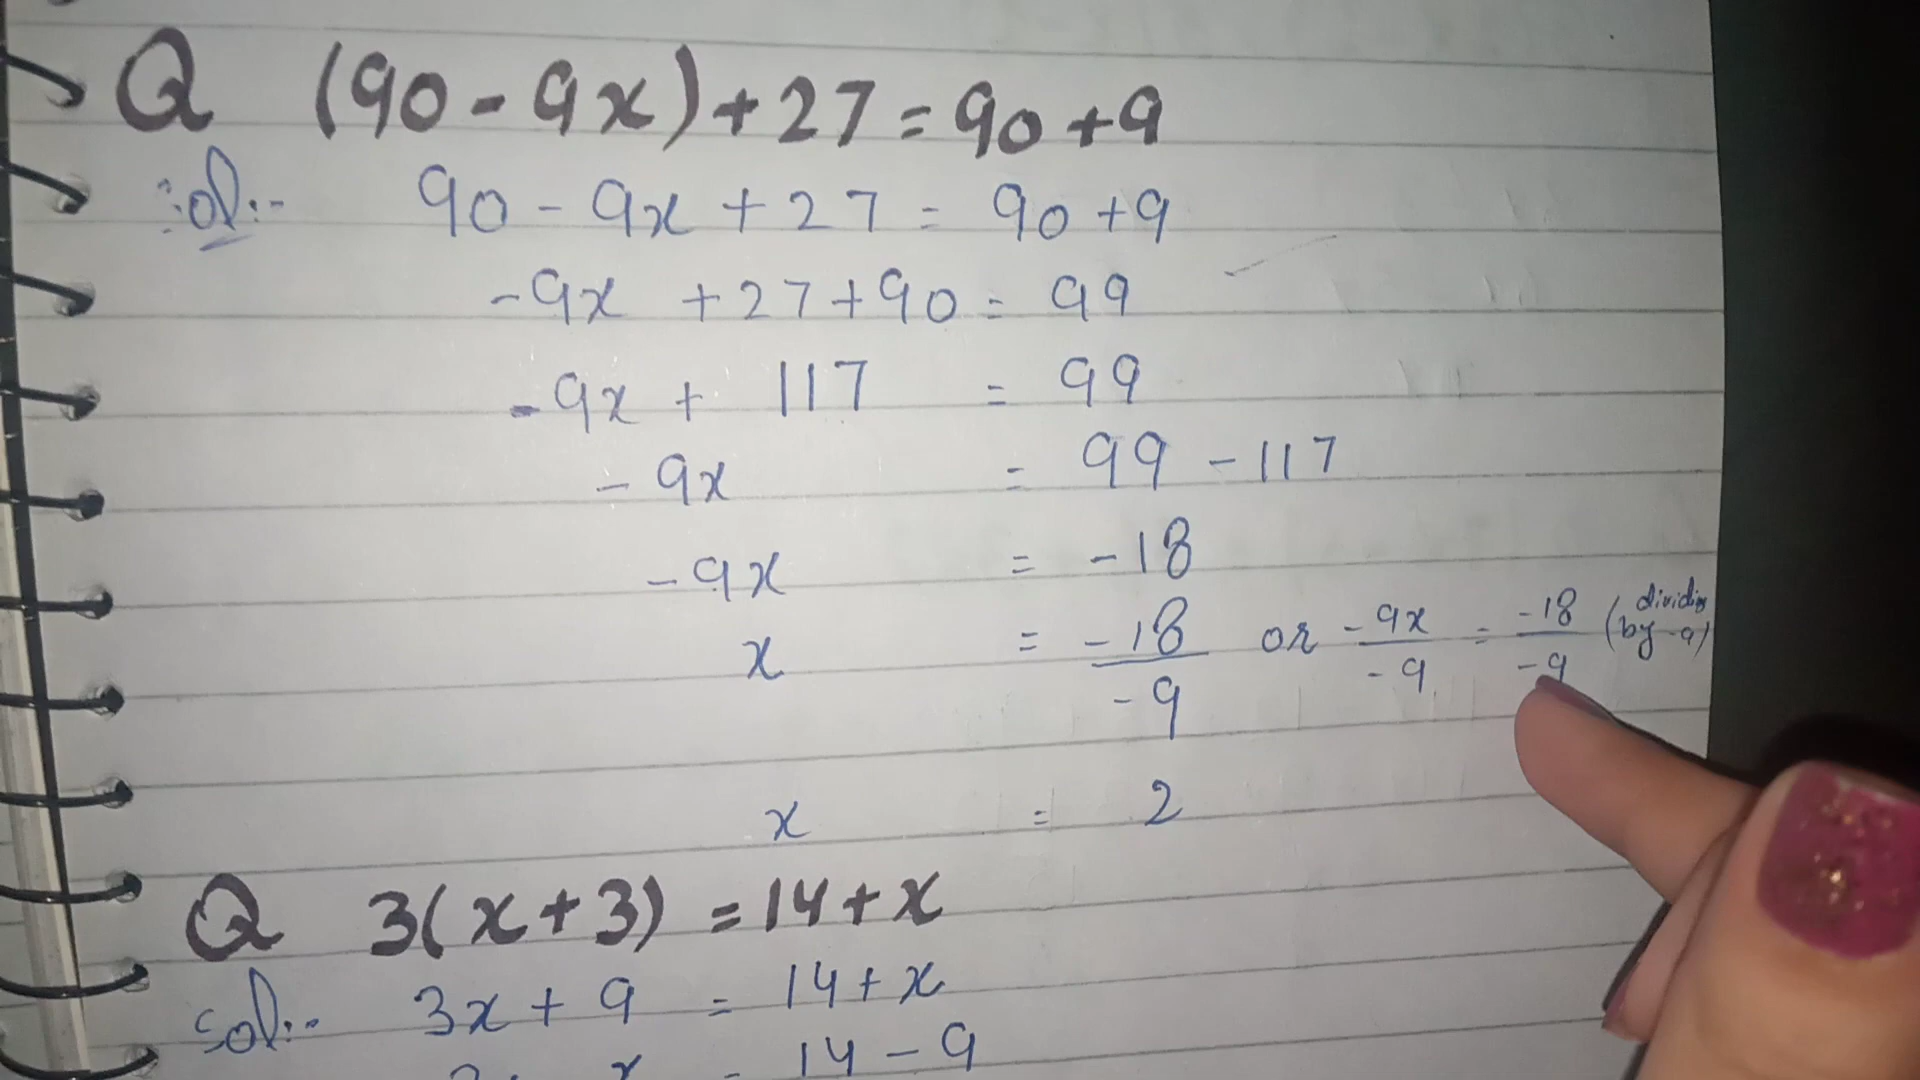 Q (90 - 9x) + 27 = 90 + 9
:ol:- 90 - 9x + 27 = 90 + 9
-9x + 27 + 90 = 99
-9x + 117 = 99
- 9x = 99 - 117
-9x = -18
x = -18/-9 or -9x/-9 = -18/-9 (dividing by -9)
x = 2
Q 3(x+3) = 14 + x
Sol:- 3x + 9 = 14 + x
x = 14 - 9